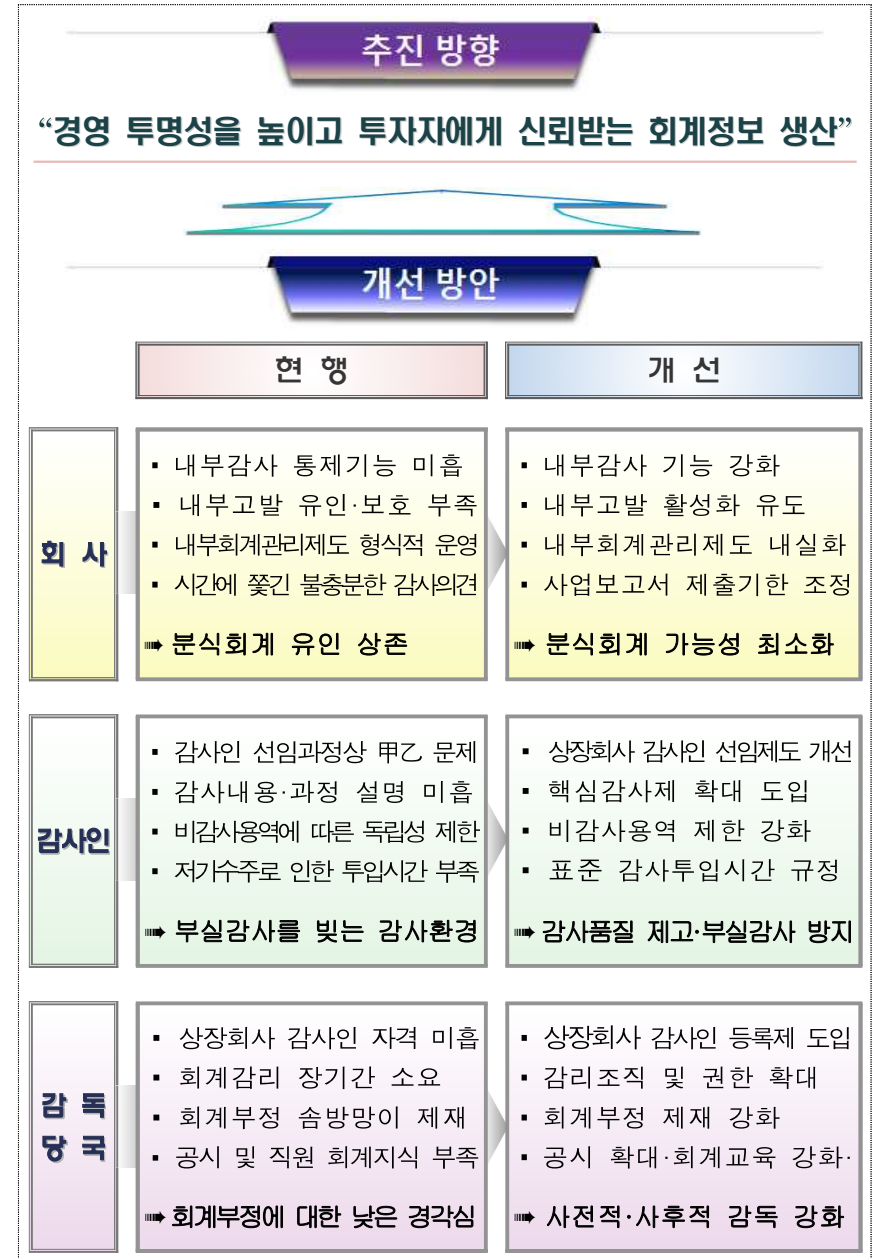 추진 방향
“경영 투명성을 높이고 투자자에게 신뢰받는 회계정보 생산”
개선 방안
현 행
개 선
회 사
▪ 내부감사 통제기능 미흡
▪ 내부고발 유인·보호 부족
▪ 내부회계관리제도 형식적 운영
▪ 시간에 쫓긴 불충분한 감사의견
➠ 분식회계 유인 상존
▪ 내부감사 기능 강화
▪ 내부고발 활성화 유도
▪ 내부회계관리제도 내실화
▪ 사업보고서 제출기한 조정
➠ 분식회계 가능성 최소화
감사인
▪ 감사인 선임과정상 甲乙 문제
▪ 감사내용·과정 설명 미흡
▪ 비감사용역에 따른 독립성 제한
▪ 저가수주로 인한 투입시간 부족
➠ 부실감사를 빚는 감사환경
▪ 상장회사 감사인 선임제도 개선
▪ 핵심감사제 확대 도입
▪ 비감사용역 제한 강화
▪ 표준 감사투입시간 규정
➠ 감사품질 제고·부실감사 방지
감 독
당 국
▪ 상장회사 감사인 자격 미흡
▪ 회계감리 장기간 소요
▪ 회계부정 솜방망이 제재
▪ 공시 및 직원 회계지식 부족
➠ 회계부정에 대한 낮은 경각심
▪ 상장회사 감사인 등록제 도입
▪ 감리조직 및 권한 확대
▪ 회계부정 제재 강화
▪ 공시 확대·회계교육 강화·
➠ 사전적·사후적 감독 강화